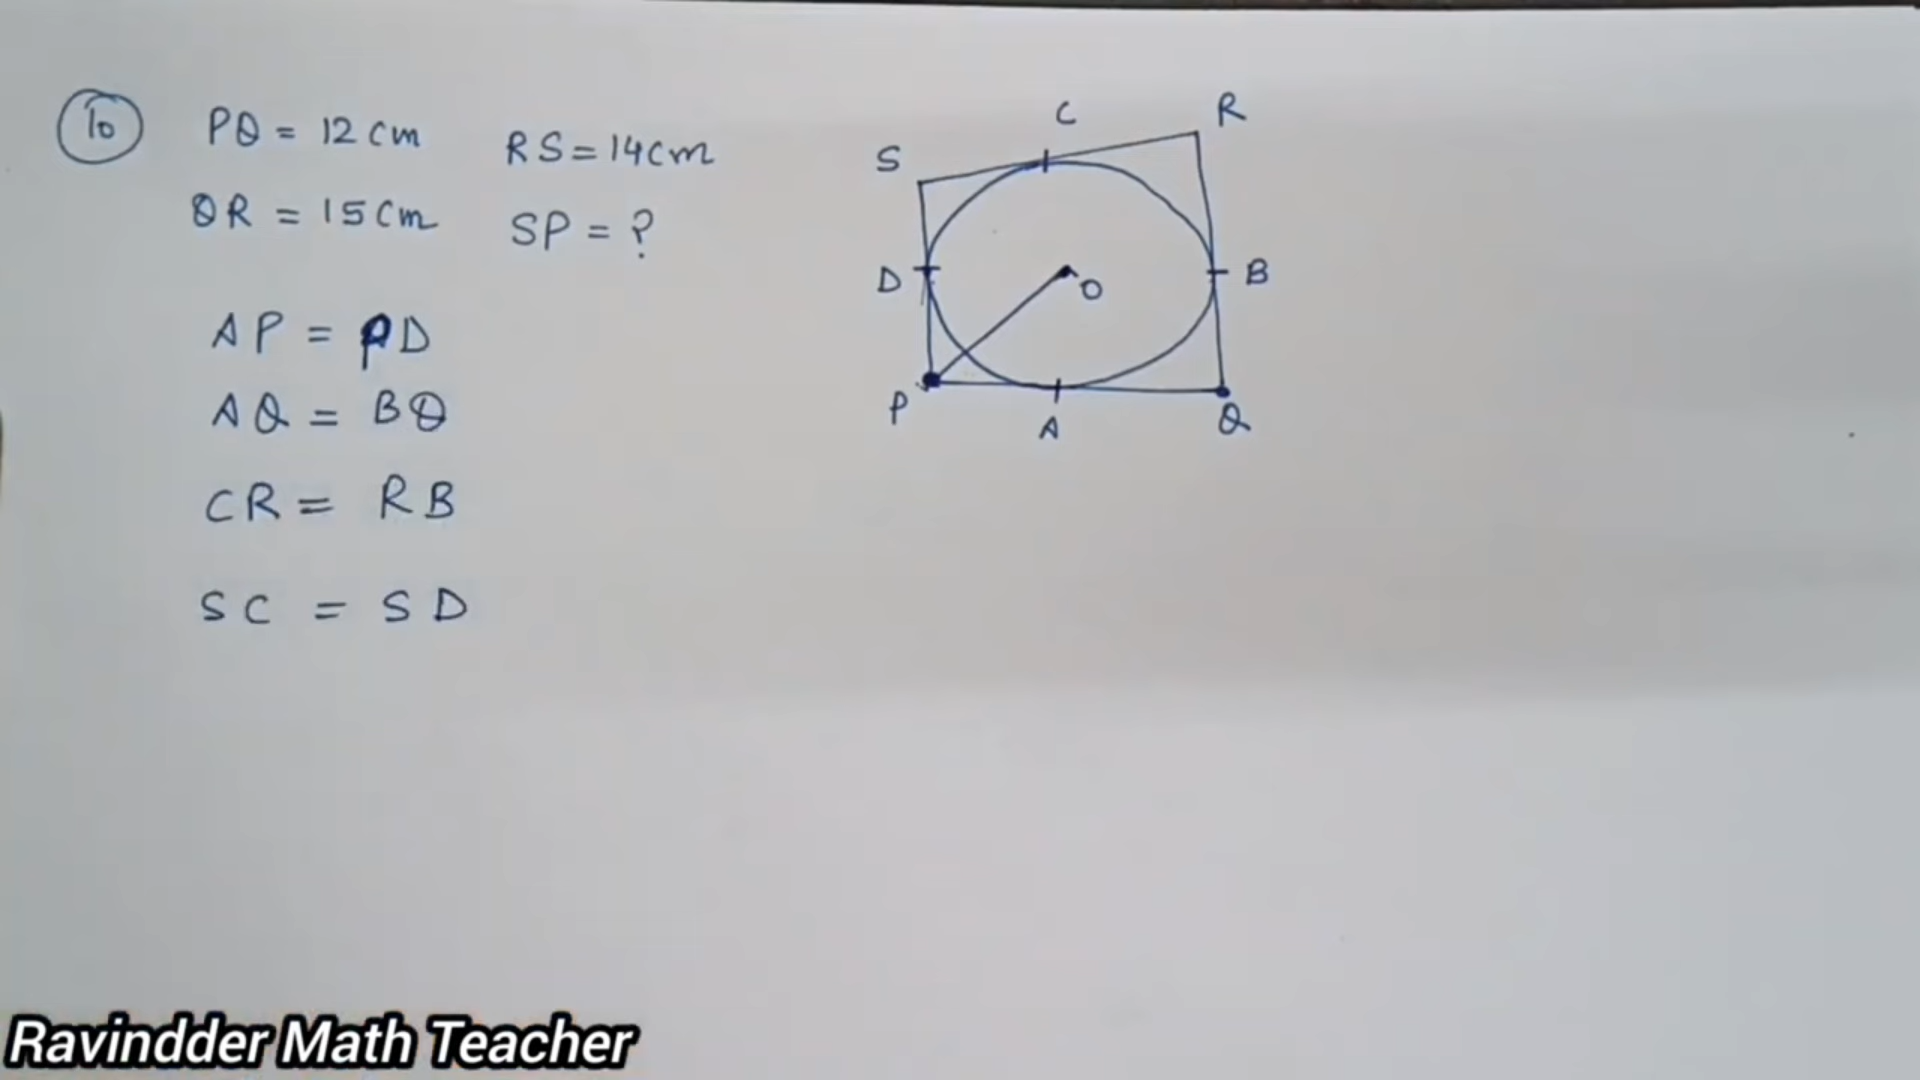 10
PQ = 12 cm
RS = 14 cm
QR = 15 cm
SP = ?
AP = PD
AQ = BQ
CR = RB
SC = SD
C
R
S
D
O
B
P
A
Q
Ravindder Math Teacher